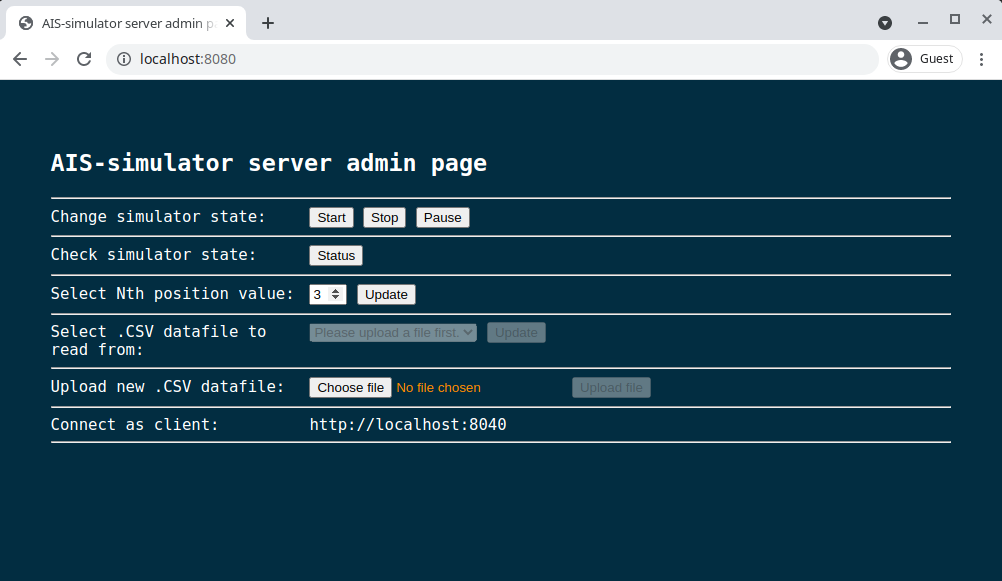 AIS-simulator server admin p
localhost:8080
Guest
AIS-simulator server admin page
Change simulator state: Start Stop Pause
Check simulator state: Status
Select Nth position value: 3 Update
Select .CSV datafile to Please upload a file first. Update
read from:
Upload new .CSV datafile: Choose file No file chosen Upload file
Connect as client: http://localhost:8040